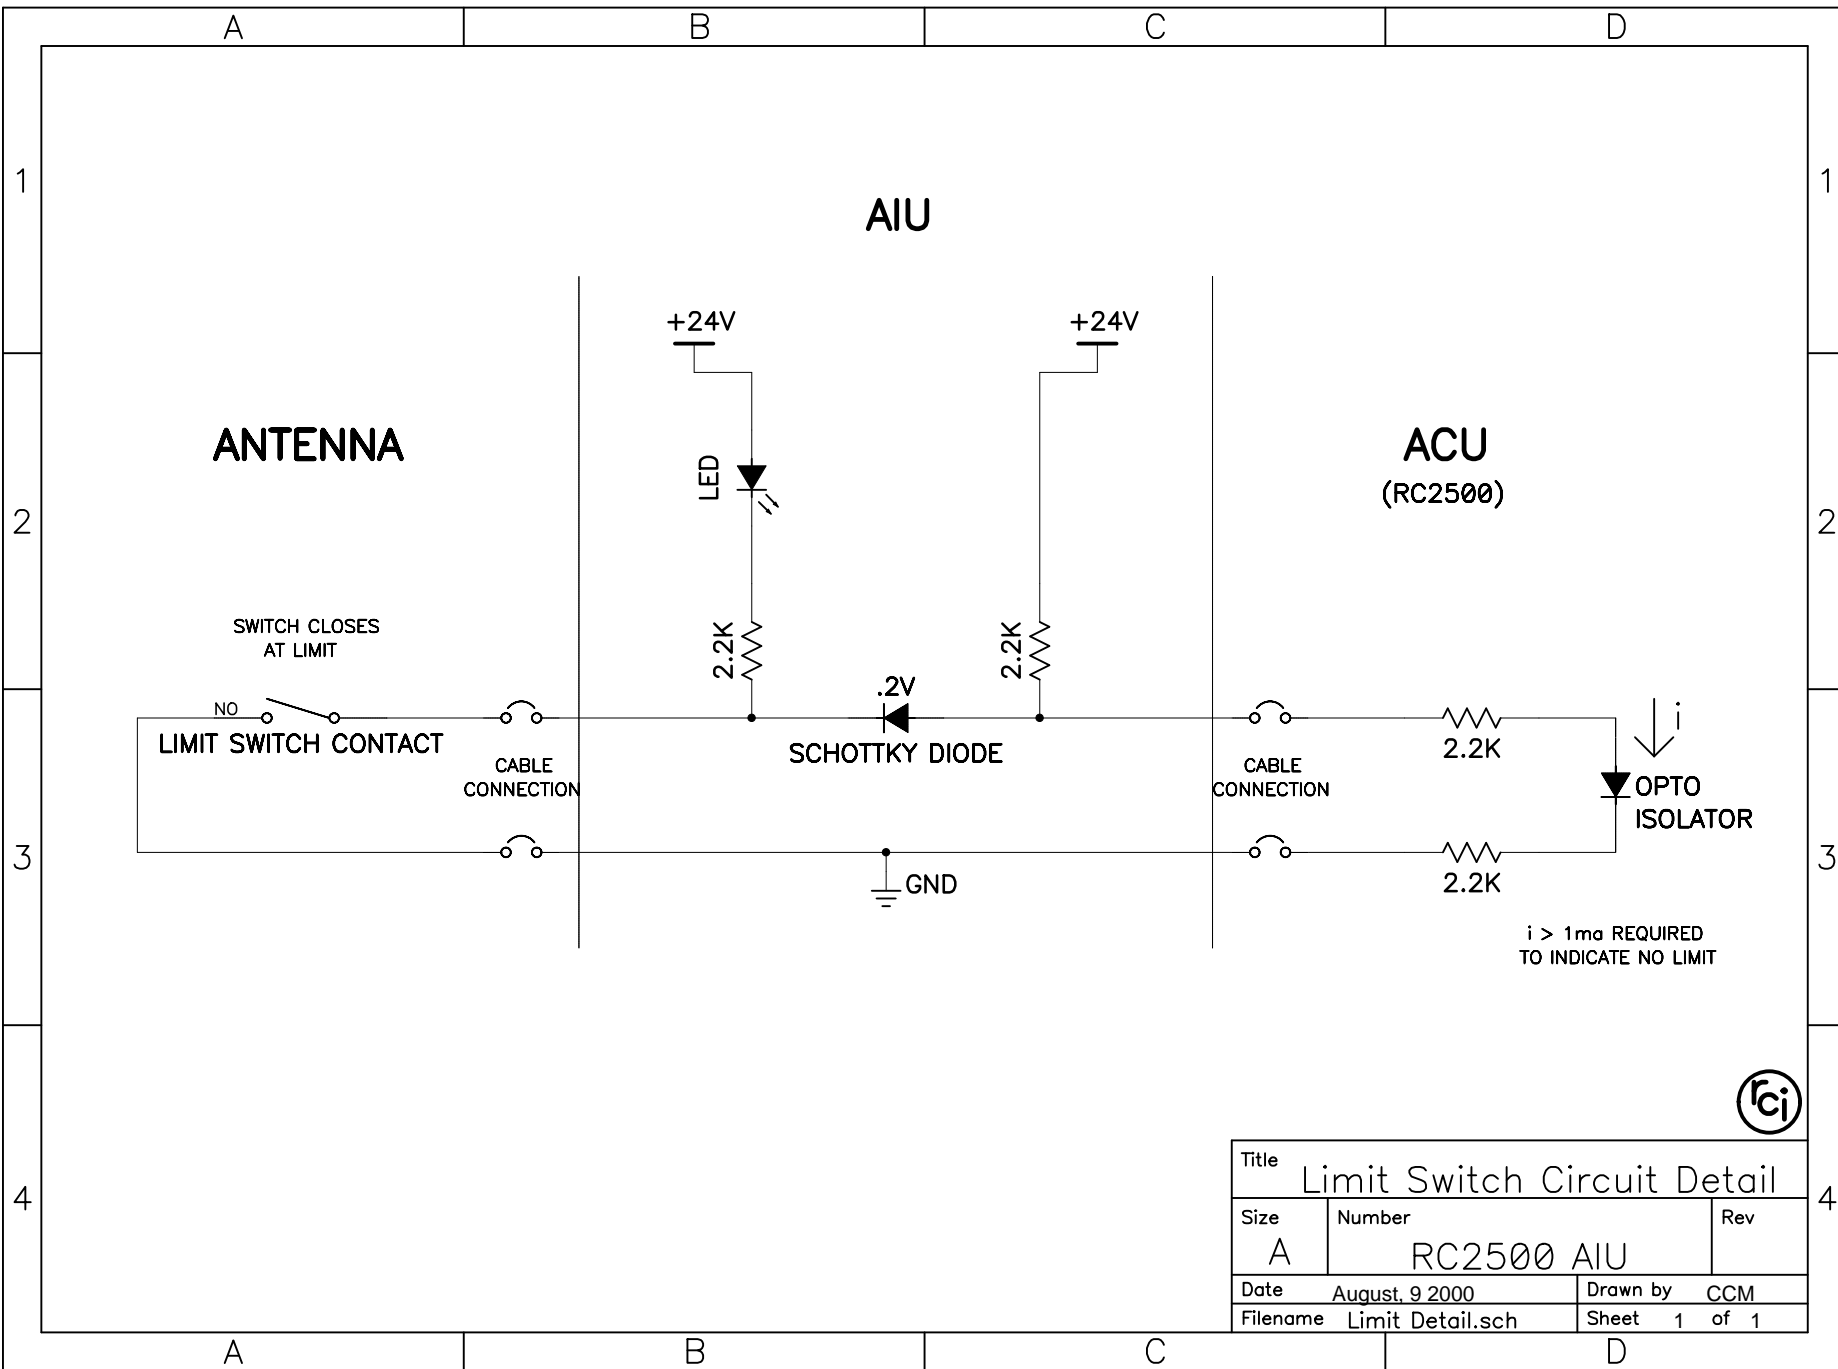 A B C D
1 1
AIU
+24V +24V
ANTENNA
ACU
(RC2500)
LED
2 2
SWITCH CLOSES
AT LIMIT
2.2K
2.2K
.2V
NO
LIMIT SWITCH CONTACT
SCHOTTKY DIODE
2.2K
i
CABLE
CONNECTION
CABLE
CONNECTION
OPTO
ISOLATOR
3 3
GND
2.2K
i > 1ma REQUIRED
TO INDICATE NO LIMIT
rci
Title
Limit Switch Circuit Detail
4 4
Size Number Rev
A RC2500 AIU
Date August, 9 2000 Drawn by CCM
Filename Limit Detail.sch Sheet 1 of 1
A B C D